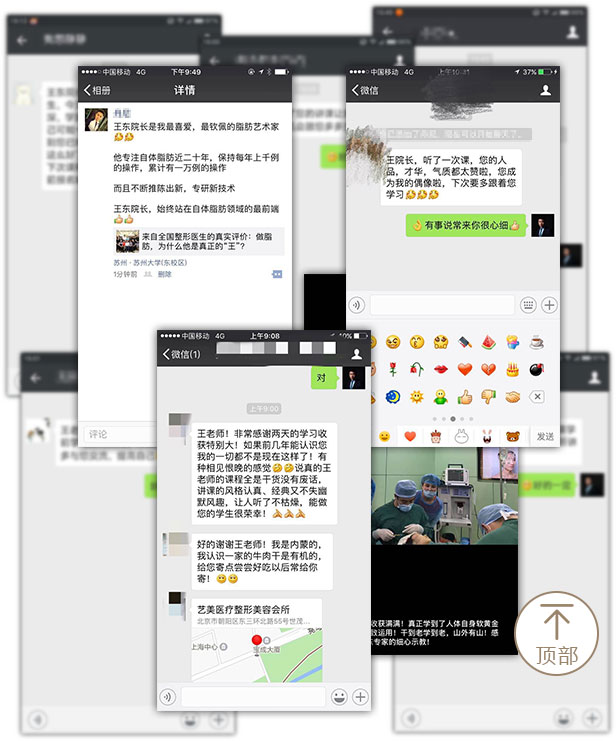 中国移动 4G 下午9:49
相册 详情
王东院长是我最喜爱，最钦佩的脂肪艺术家
他专注自体脂肪近二十年，保持每年上千例
的操作，累计有一万例的操作
而且不断推陈出新，专研新技术
王东院长，始终站在自体脂肪领域的最前端
来自全国整形医生的真实评价：做脂
肪，为什么他是真正的“王”？
苏州·苏州大学(东校区)
1分钟前 删除
评论
中国移动 4G 上午10:31 37%
微信
王院长，听了一次课，您的人
品，才华，气质都太赞啦，您成
为我的偶像啦，下次要多跟着您
学习
有事说常来你很心细
发送
中国移动 4G 上午9:08 40%
微信(1)
对
上午9:00
王老师！非常感谢两天的学习收
获特别大！如果前几年能认识您
我的一切都不是现在这样了！有
种相见恨晚的感觉说真的王
老师的课程全是干货没有废话，
讲课的风格认真、经典又不失幽
默风趣，让人听了不枯燥，能做
您的学生很荣幸！
好的谢谢王老师！我是内蒙的，
我认识一家的牛肉干是有机的，
给您寄点尝尝好吃以后常给你
寄！
艺美医疗整形美容会所
北京市朝阳区东三环北路55号世茂...
上海中心
宝成大厦
收获满满！真正学到了人体自身软黄金
致运用！干到老学到老，山外有山！感
专家的细心示教！
顶部